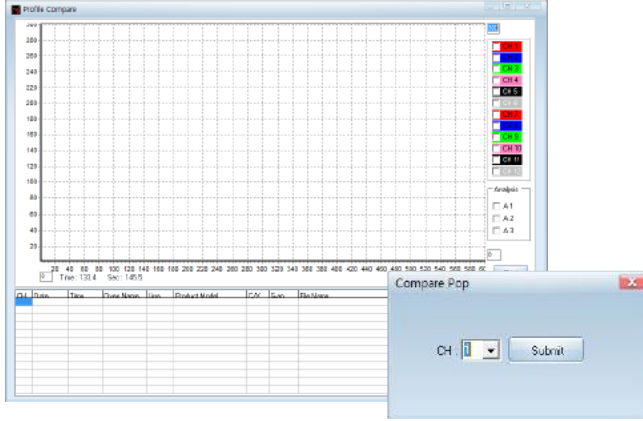 Profile Compare
280
260
240
220
200
180
160
140
120
100
80
60
40
20
CH 1
CH 2
CH 3
CH 4
CH 5
CH 6
CH 7
CH 9
CH 10
CH 11
CH 12
Analysis
A 1
A 2
A 3
0
20 40 60 80 100 120 140 160 180 200 220 240 260 280 300 320 340 360 380 400 420 440 460 480 500 520 540 560 580
0 Time: 133.4 Sec: 145.5
CH Date Time Oven Name Line Product Model C/V File Name
Compare Pop
CH : 1 Submit